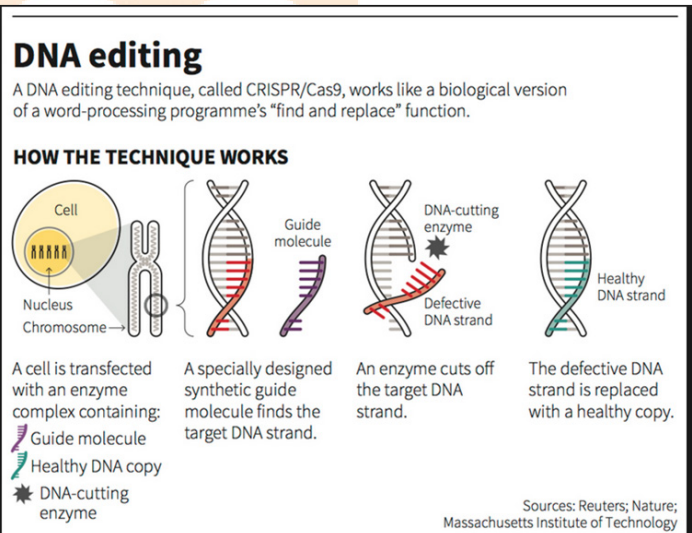 DNA editing
A DNA editing technique, called CRISPR/Cas9, works like a biological version
of a word-processing programme's “find and replace” function.
HOW THE TECHNIQUE WORKS
Cell
Nucleus
Chromosome
Guide
molecule
DNA-cutting
enzyme
Defective
DNA strand
Healthy
DNA strand
A cell is transfected
with an enzyme
complex containing:
Guide molecule
Healthy DNA copy
DNA-cutting
enzyme
A specially designed
synthetic guide
molecule finds the
target DNA strand.
An enzyme cuts off
the target DNA
strand.
The defective DNA
strand is replaced
with a healthy copy.
Sources: Reuters; Nature;
Massachusetts Institute of Technology